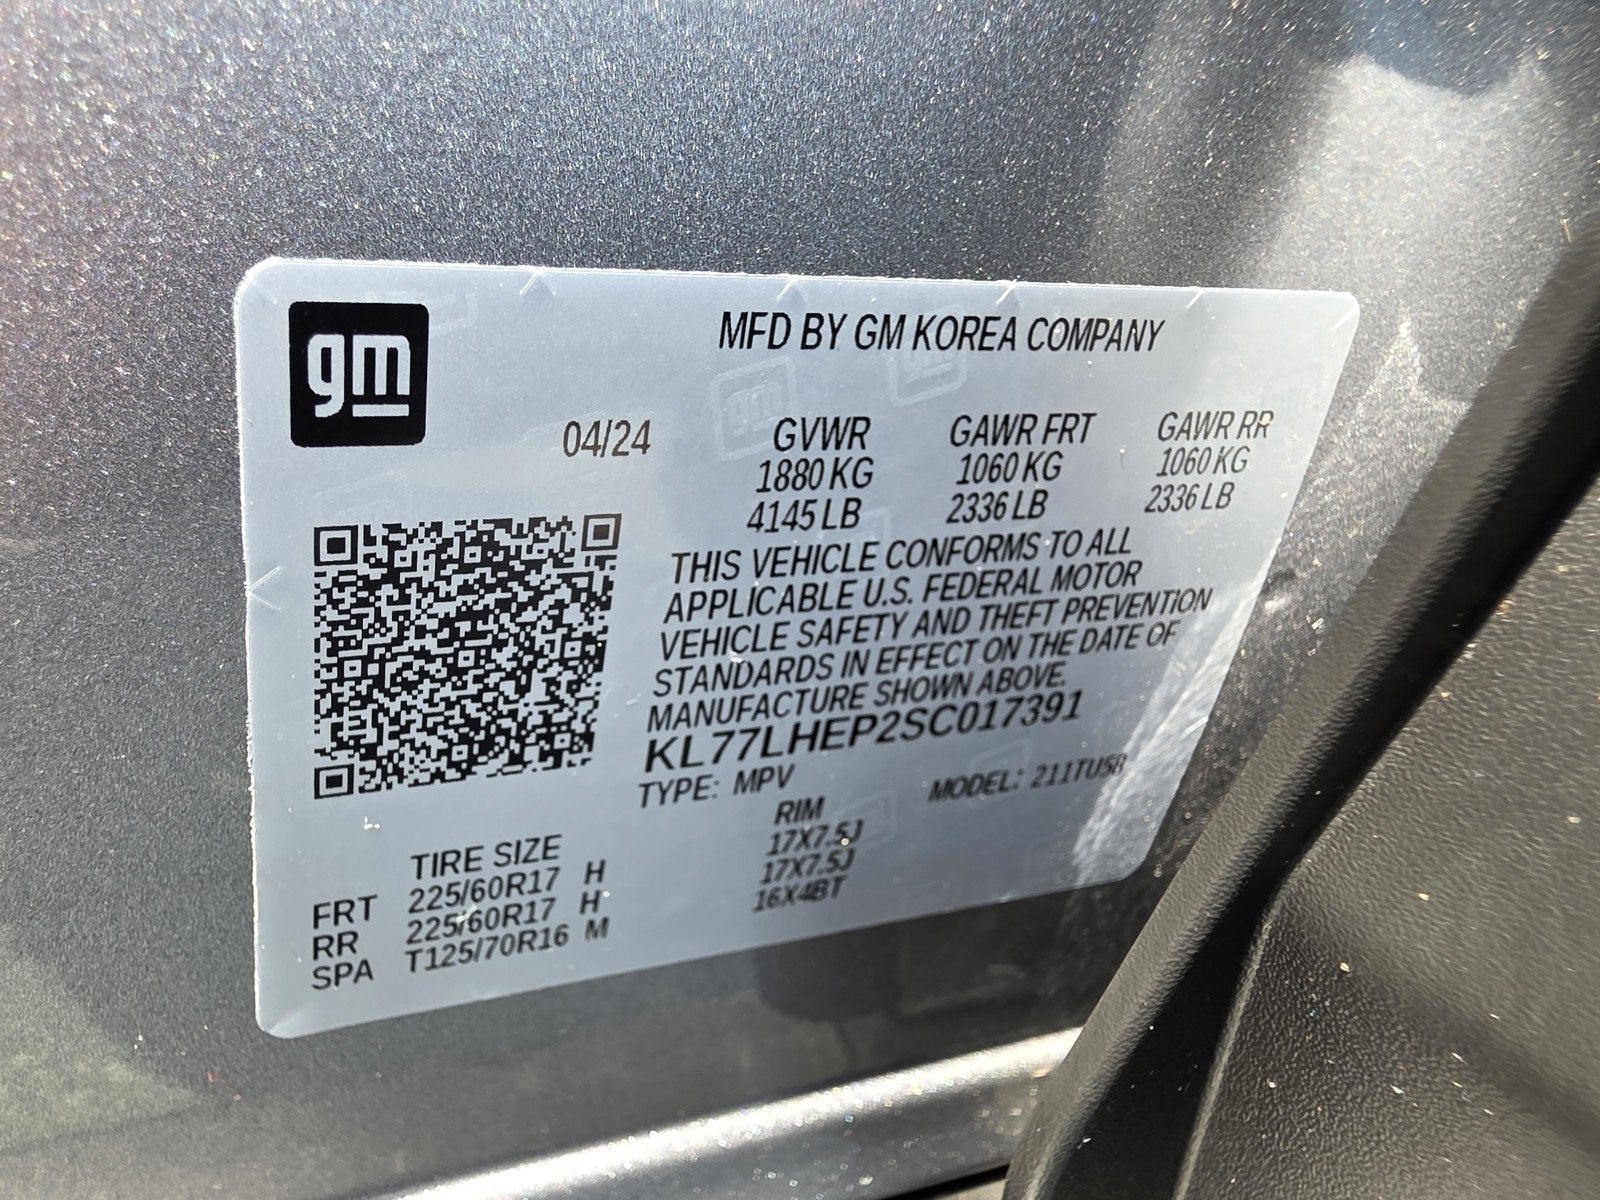 gm
MFD BY GM KOREA COMPANY
04/24
GVWR
1880 KG
4145 LB
GAWR FRT
1060 KG
2336 LB
GAWR RR
1060 KG
2336 LB
THIS VEHICLE CONFORMS TO ALL
APPLICABLE U.S. FEDERAL MOTOR
VEHICLE SAFETY AND THEFT PREVENTION
STANDARDS IN EFFECT ON THE DATE OF
MANUFACTURE SHOWN ABOVE.
KL77LHEP2SC017391
TYPE: MPV
MODEL: 211TU58
TIRE SIZE
RIM
FRT 225/60R17 H 17X7.5J
RR 225/60R17 H 17X7.5J
SPA T125/70R16 M 16X4BT